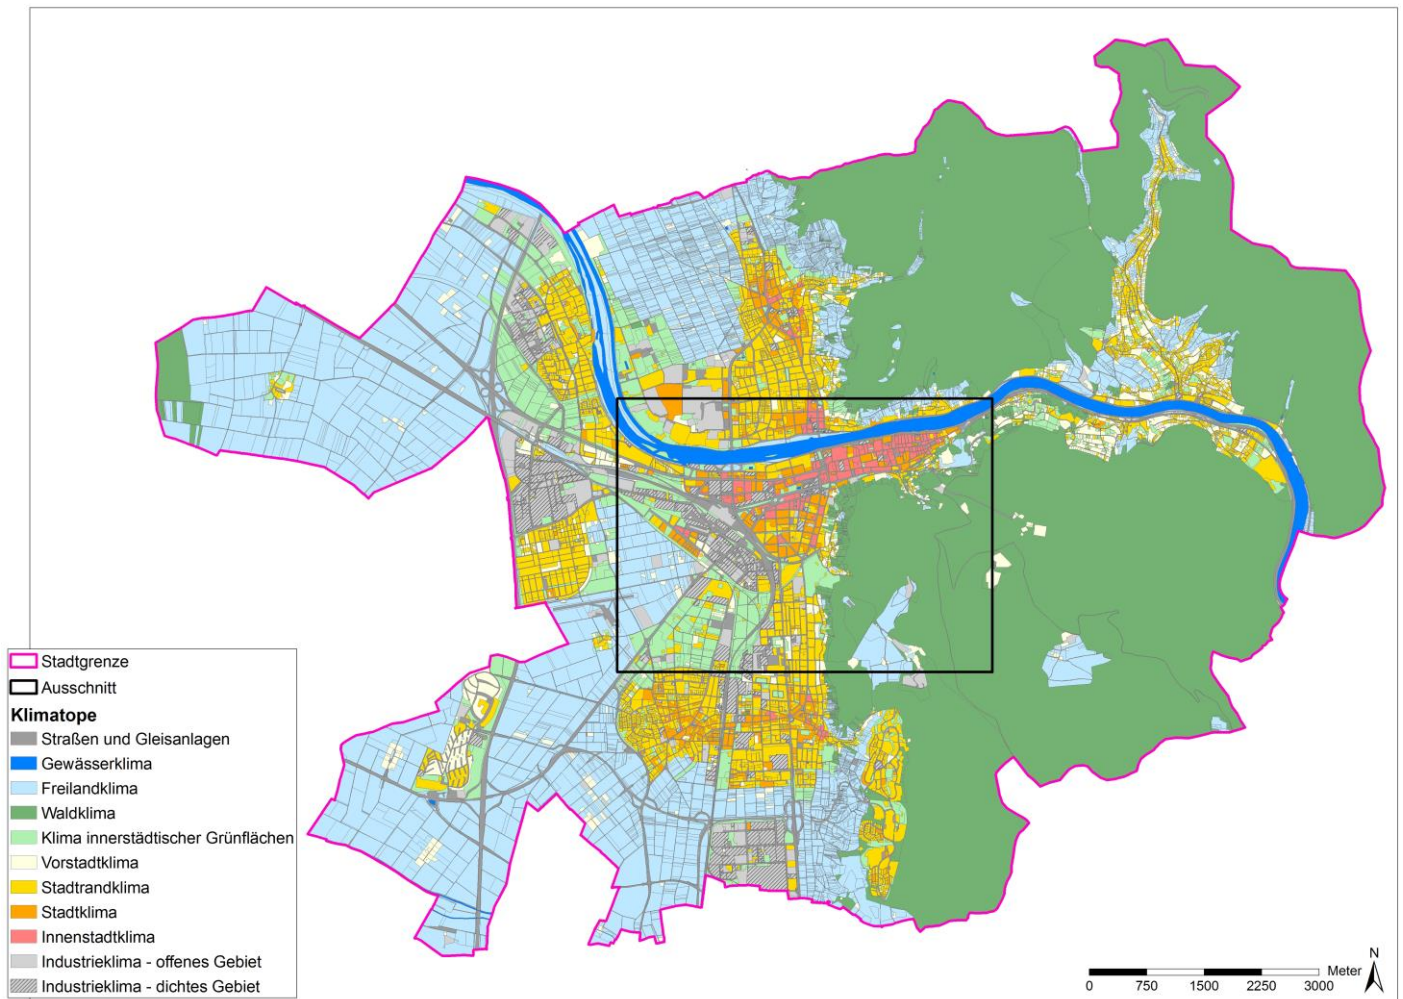 Stadtgrenze
Ausschnitt
Klimatope
Straßen und Gleisanlagen
Gewässerklima
Freilandklima
Waldklima
Klima innerstädtischer Grünflächen
Vorstadtklima
Stadtrandklima
Stadtklima
Innenstadtklima
Industrieklima - offenes Gebiet
Industrieklima - dichtes Gebiet
N
Meter
0 750 1500 2250 3000